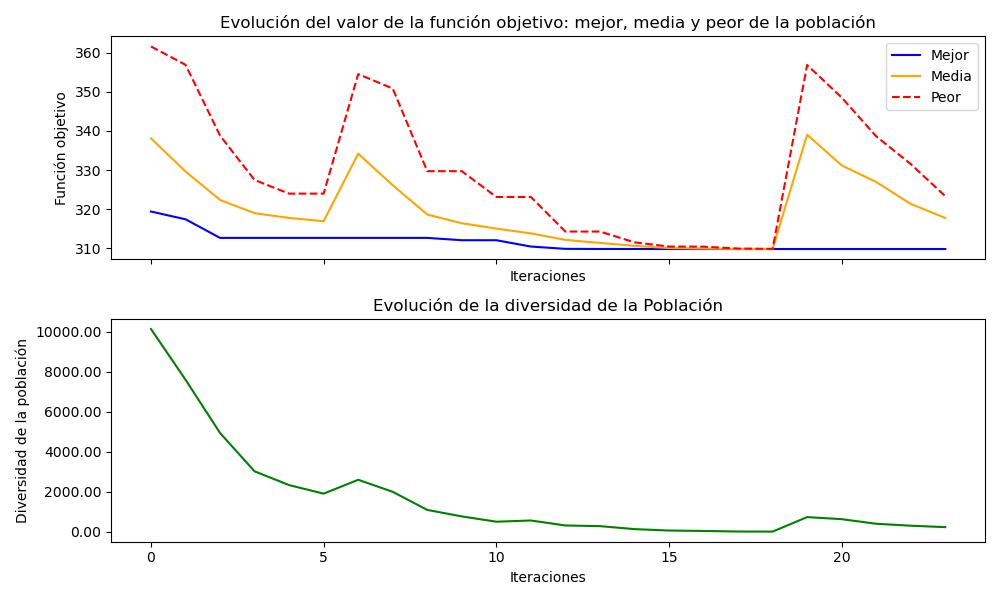 Evolución del valor de la función objetivo: mejor, media y peor de la población
Función objetivo
360
350
340
330
320
310
Mejor
Media
Peor
Iteraciones
Evolución de la diversidad de la Población
Diversidad de la población
10000.00
8000.00
6000.00
4000.00
2000.00
0.00
0 5 10 15 20
Iteraciones